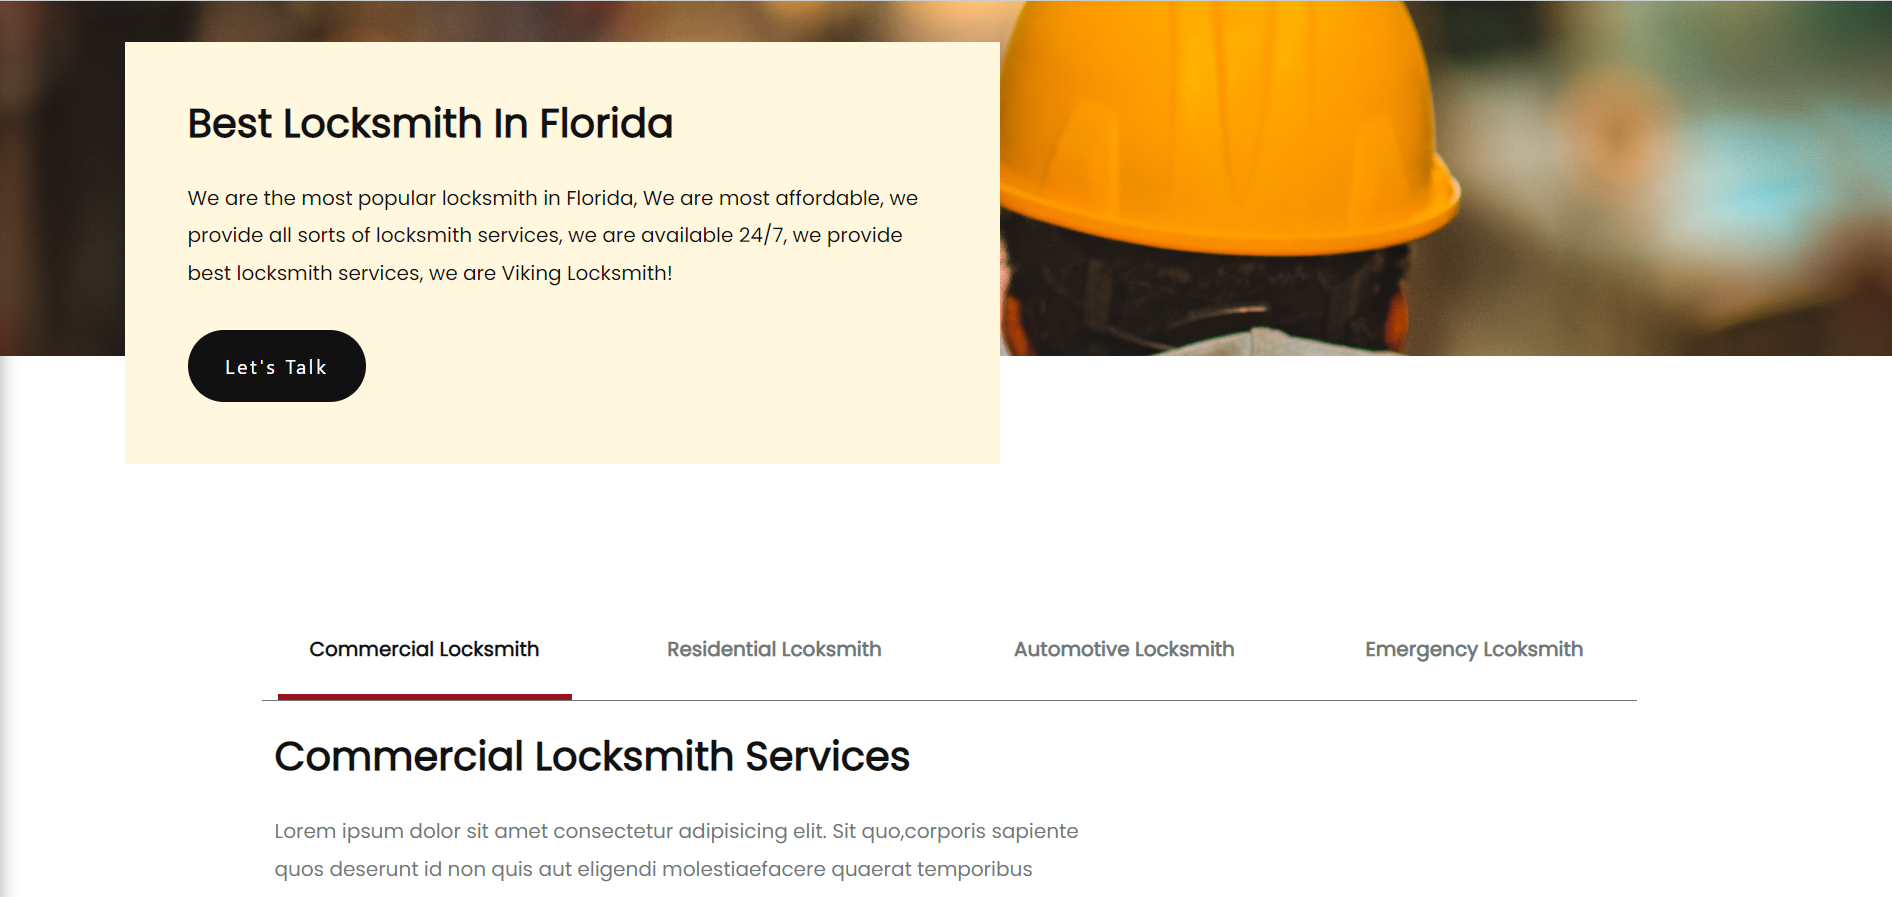 Best Locksmith In Florida
We are the most popular locksmith in Florida, We are most affordable, we
provide all sorts of locksmith services, we are available 24/7, we provide
best locksmith services, we are Viking Locksmith!
Let's Talk
Commercial Locksmith
Residential Lcoksmith
Automotive Locksmith
Emergency Lcoksmith
Commercial Locksmith Services
Lorem ipsum dolor sit amet consectetur adipisicing elit. Sit quo,corporis sapiente
quos deserunt id non quis aut eligendi molestiaefacere quaerat temporibus